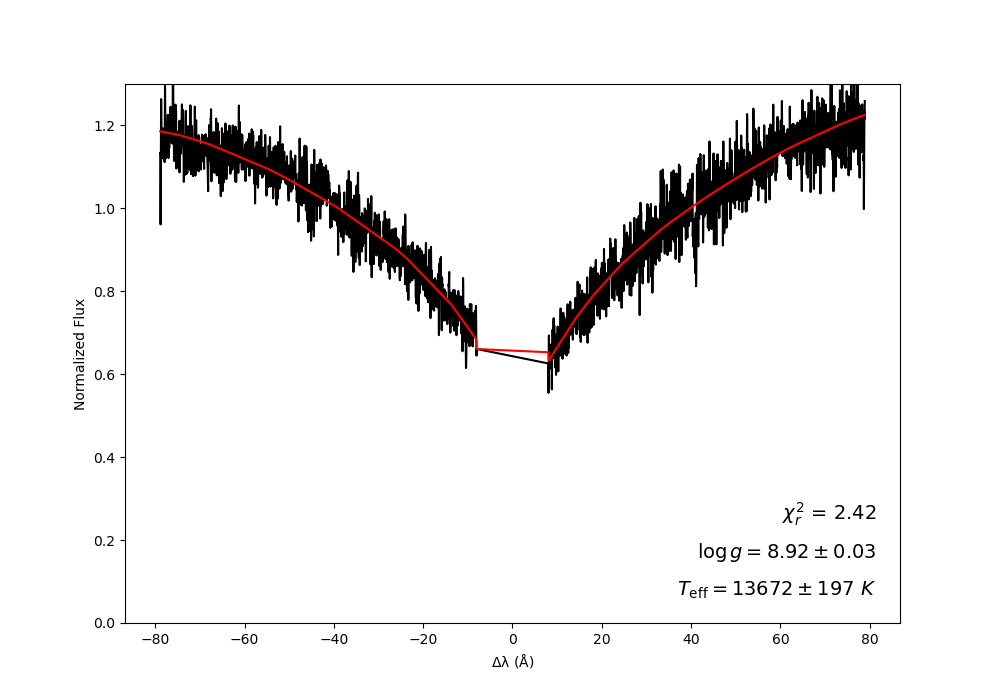 1.2
1.0
0.8
0.6
0.4
0.2
0.0
Normalized Flux
χ²ᵣ = 2.42
log g = 8.92 ± 0.03
T_eff = 13672 ± 197 K
−80 −60 −40 −20 0 20 40 60 80
Δλ (Å)